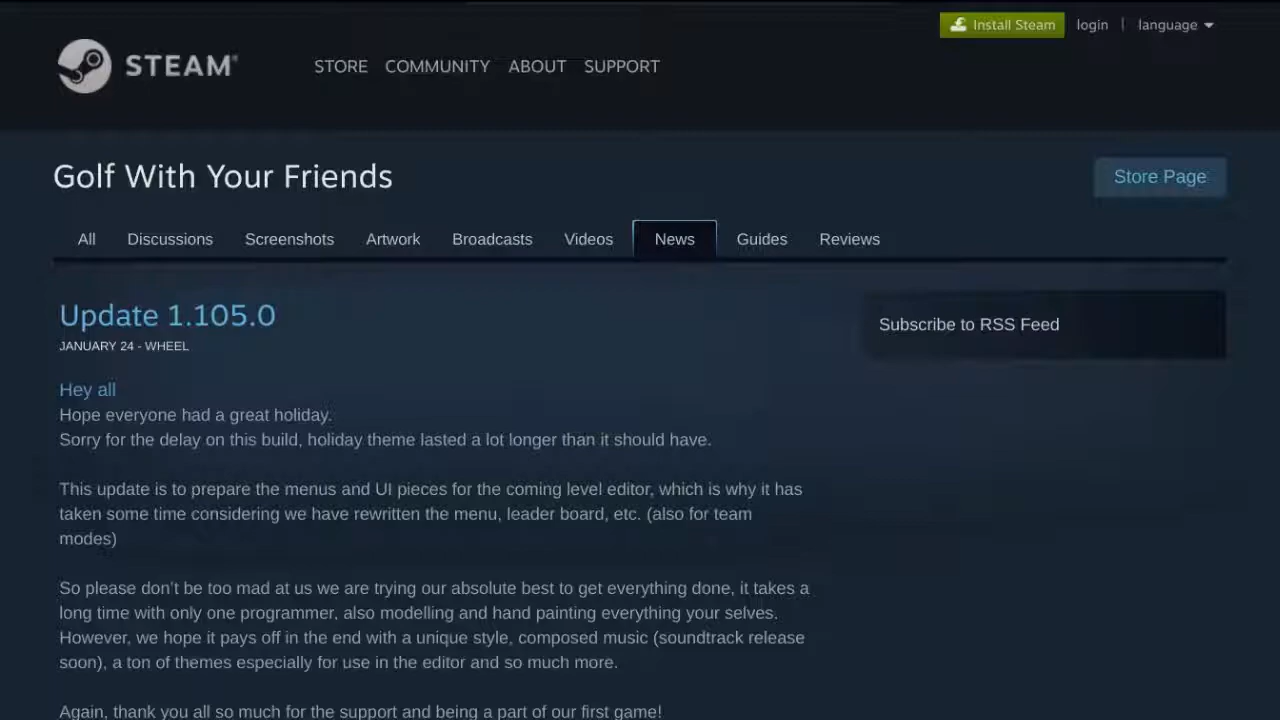 Install Steam login | language
STEAM®
STORE COMMUNITY ABOUT SUPPORT
Golf With Your Friends
Store Page
All Discussions Screenshots Artwork Broadcasts Videos News Guides Reviews
Update 1.105.0
JANUARY 24 - WHEEL
Subscribe to RSS Feed
Hey all
Hope everyone had a great holiday.
Sorry for the delay on this build, holiday theme lasted a lot longer than it should have.
This update is to prepare the menus and UI pieces for the coming level editor, which is why it has
taken some time considering we have rewritten the menu, leader board, etc. (also for team
modes)
So please don't be too mad at us we are trying our absolute best to get everything done, it takes a
long time with only one programmer, also modelling and hand painting everything your selves.
However, we hope it pays off in the end with a unique style, composed music (soundtrack release
soon), a ton of themes especially for use in the editor and so much more.
Again, thank you all so much for the support and being a part of our first game!